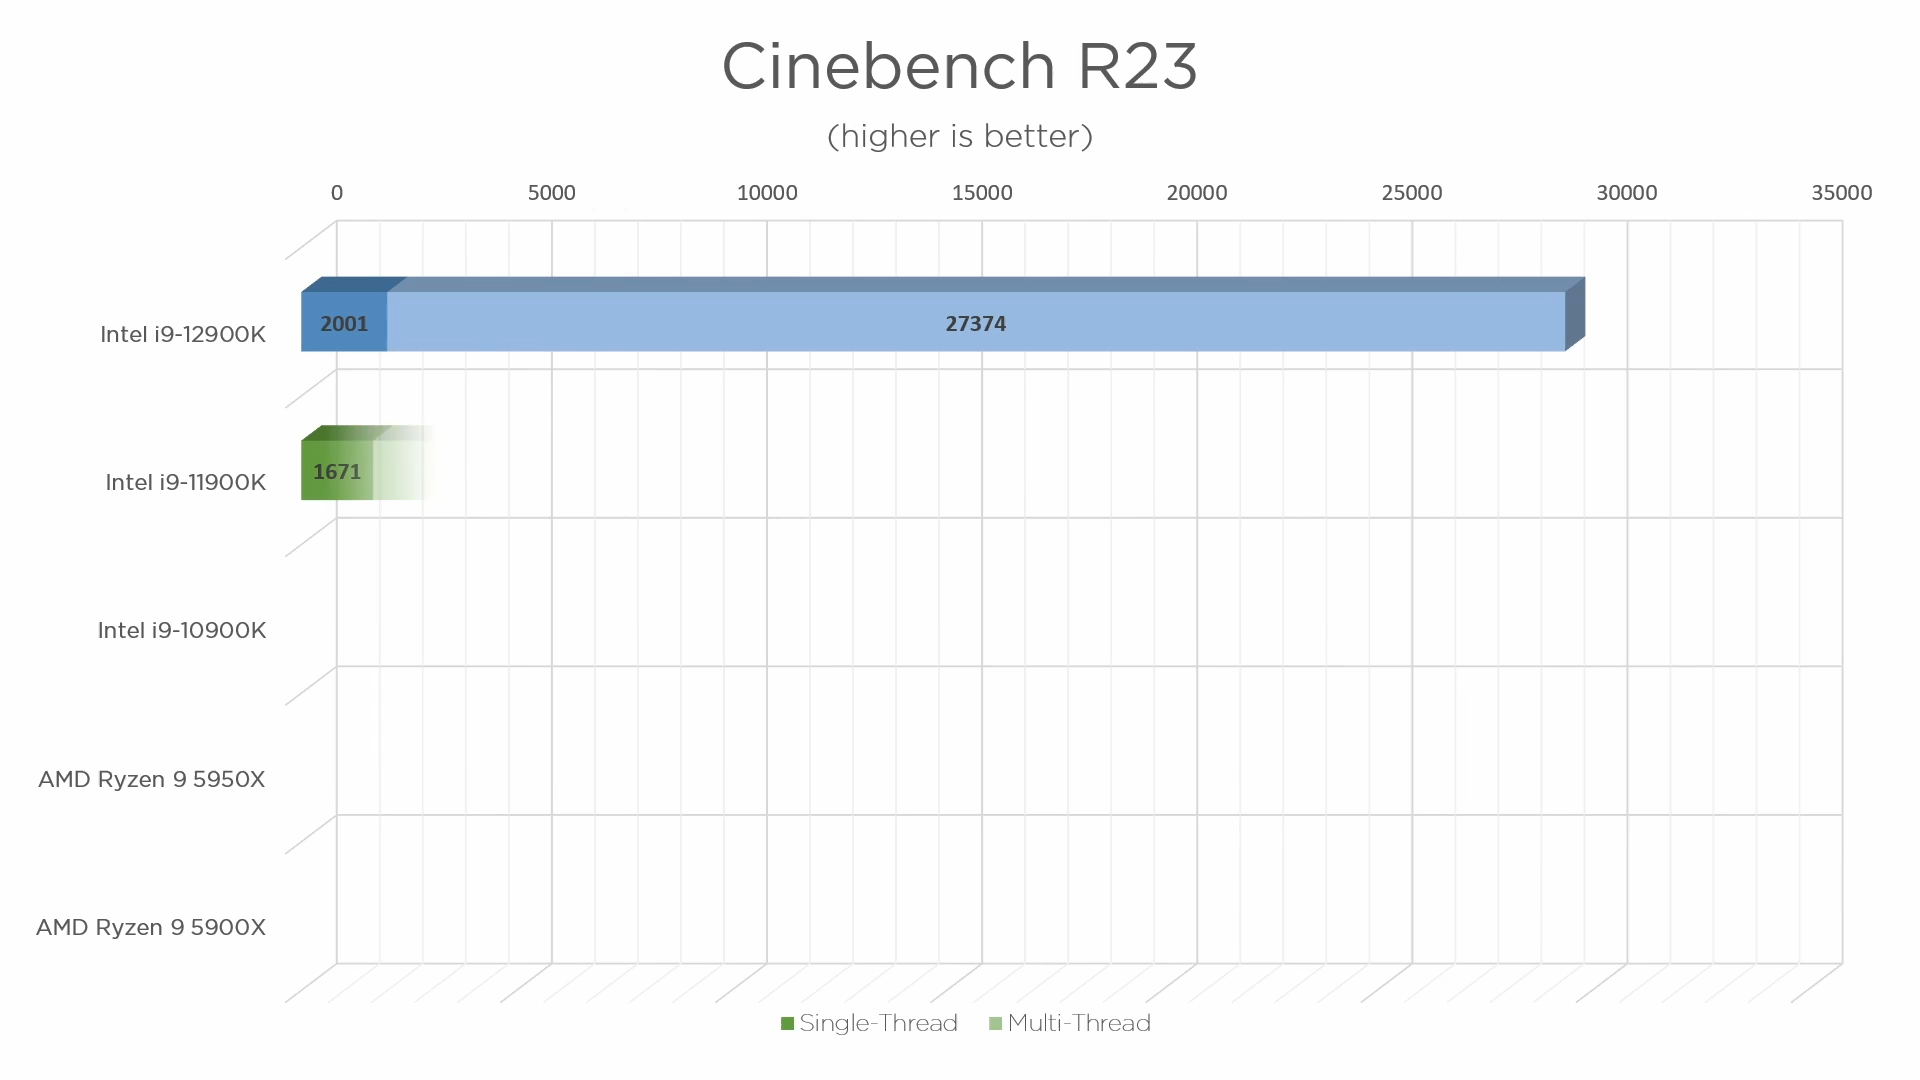 Cinebench R23
(higher is better)
0 5000 10000 15000 20000 25000 30000 35000
Intel i9-12900K 2001 27374
Intel i9-11900K 1671
Intel i9-10900K
AMD Ryzen 9 5950X
AMD Ryzen 9 5900X
Single-Thread Multi-Thread